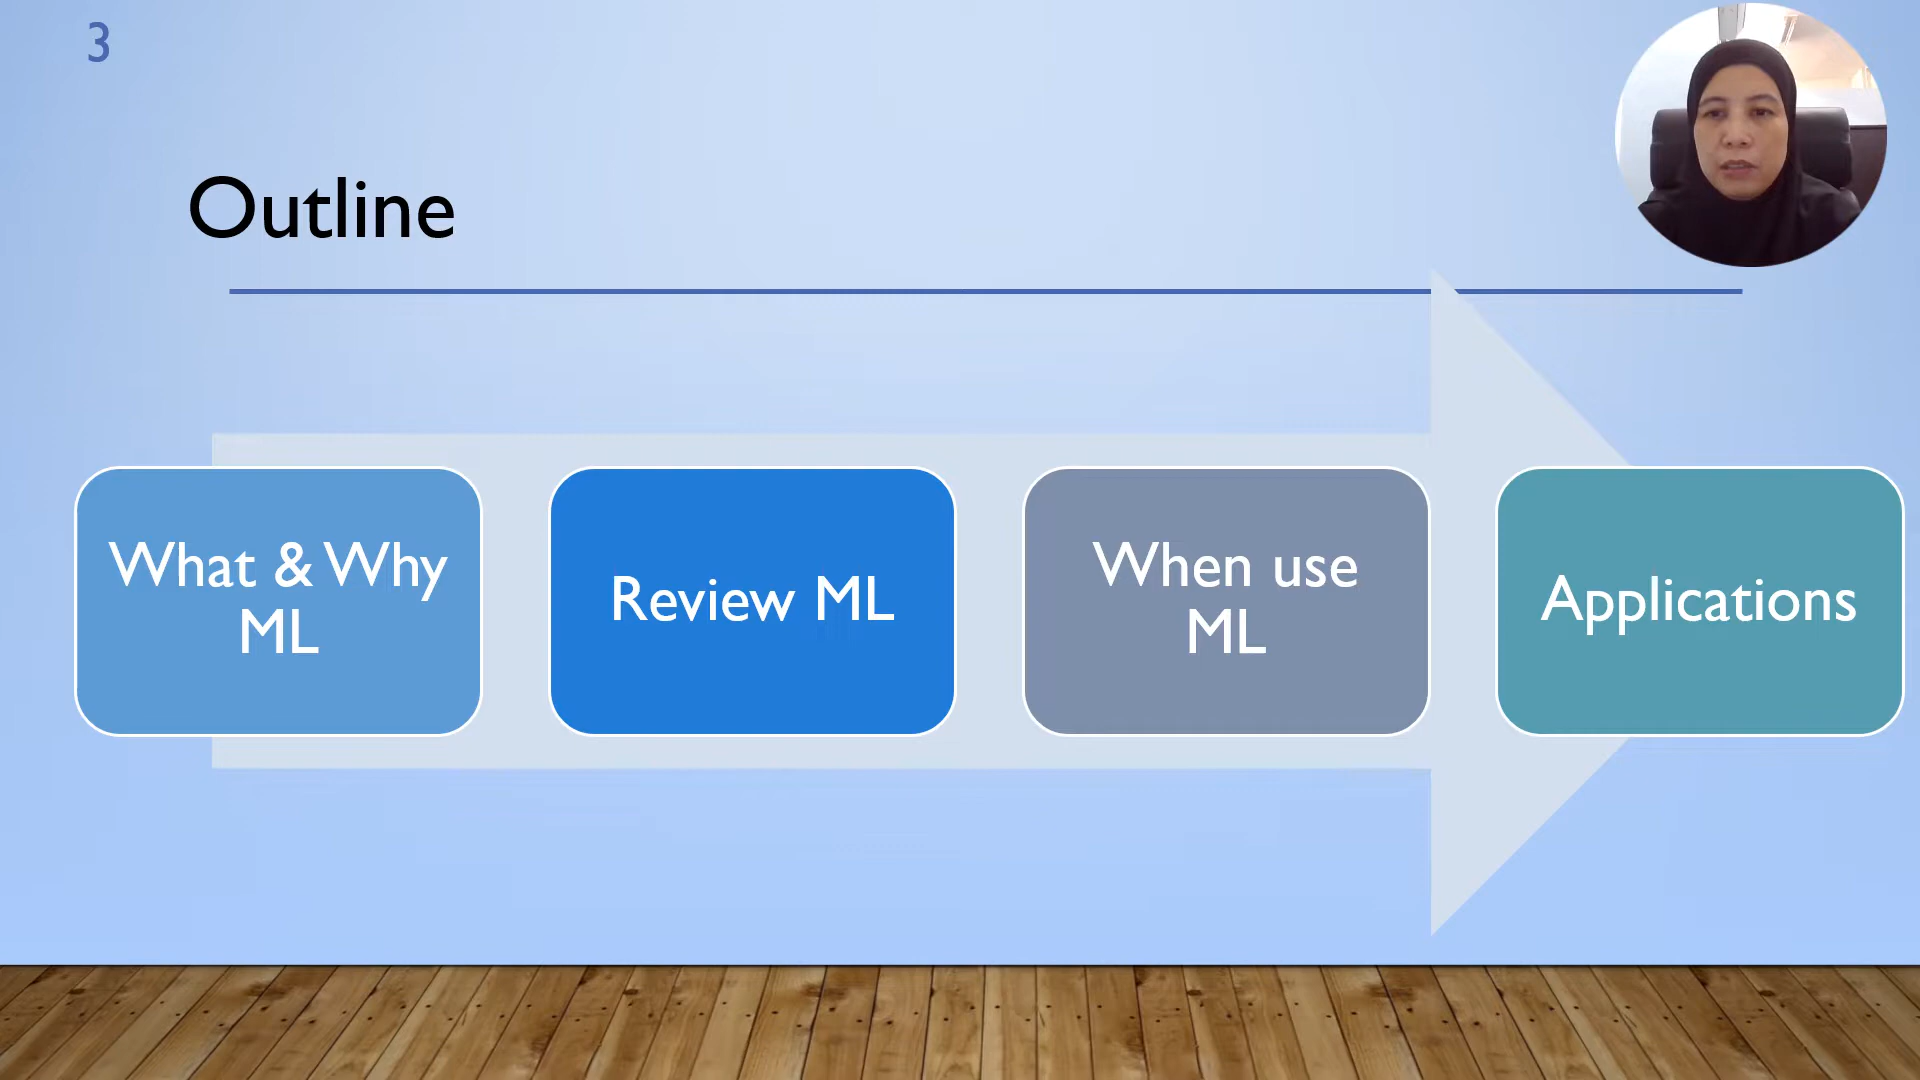 3
Outline
What & Why
ML
Review ML
When use
ML
Applications